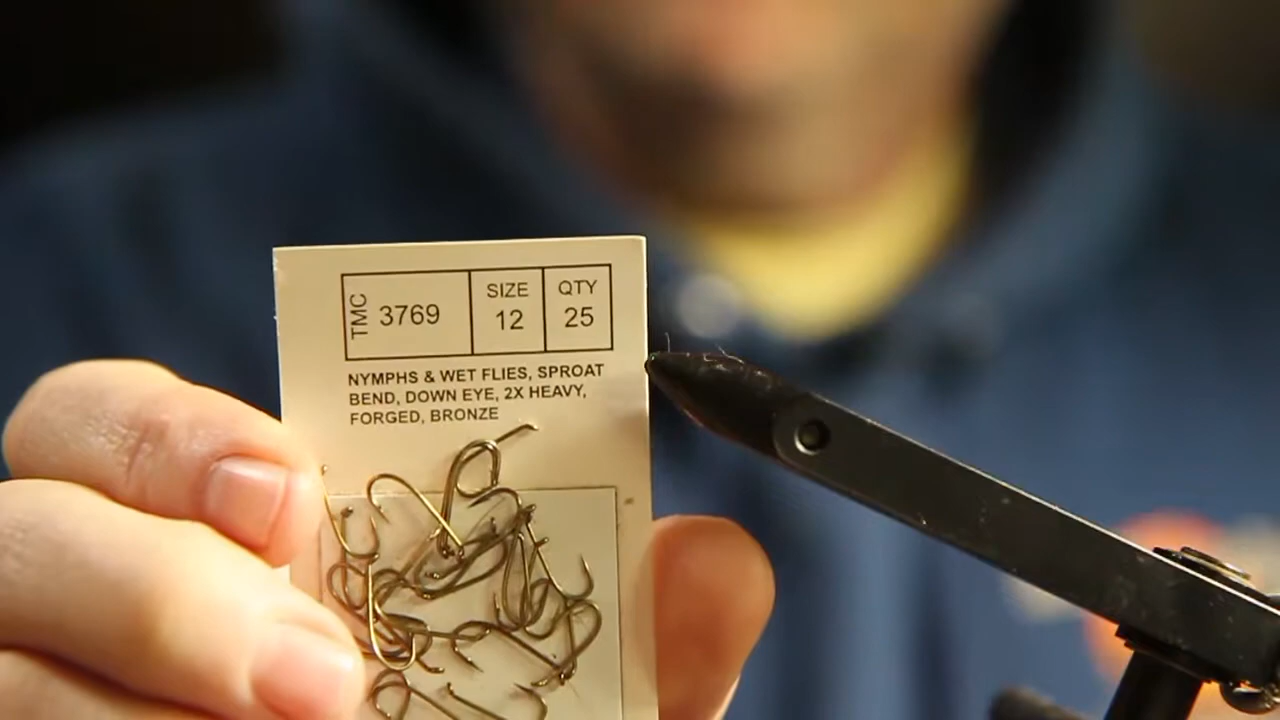 TMC 3769 SIZE 12 QTY 25
NYMPHS & WET FLIES, SPROAT
BEND, DOWN EYE, 2X HEAVY,
FORGED, BRONZE